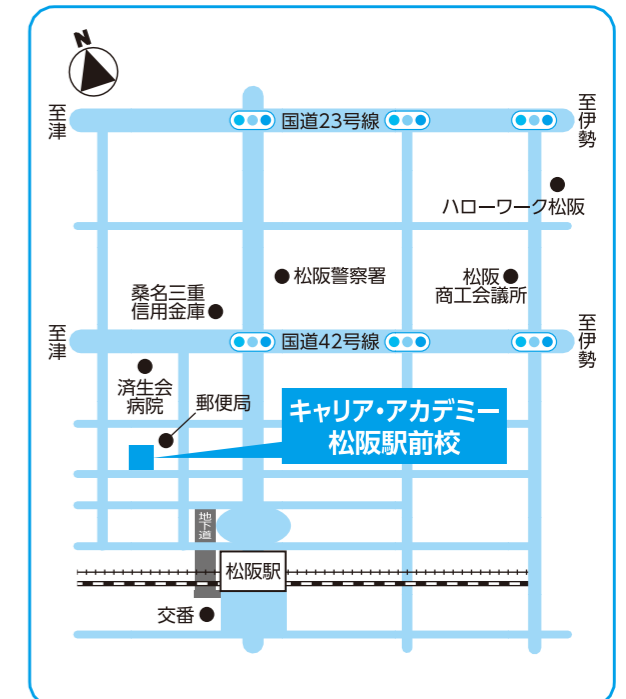 N
至津
国道23号線
至伊勢
ハローワーク松阪
松阪警察署
松阪
商工会議所
桑名三重
信用金庫
至津
国道42号線
至伊勢
済生会
病院
郵便局
キャリア・アカデミー
松阪駅前校
地下道
松阪駅
交番